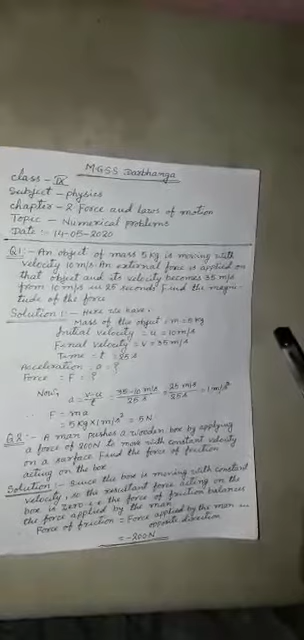 MGSS Darbhanga
class - IX
Subject - physics
chapter - 2 Force and laws of motion
Topic - Numerical problems
Date :- 14-05-2020
Q1:- An object of mass 5 kg is moving with
velocity 10 m/s. An external force is applied on
that object and its velocity becomes 35 m/s
from 10 m/s in 25 seconds Find the magni-
tude of the force
Solution 1:- Here we have.
Mass of the object = m = 5 kg
Initial velocity = u = 10 m/s
Final velocity = v = 35 m/s
Time = t = 25 s
Acceleration = a = ?
Force = F = ?
Now, a = v-u/t = 35-10 m/s/25 s = 25 m/s/25 s = 1 m/s²
F = ma
= 5 kg x 1 m/s² = 5 N
Q2:- A man pushes a wooden box by applying
a force of 200N to move with constant velocity
on a surface Find the force of friction
acting on the box
Solution :- Since the box is moving with constant
velocity, so the resultant force acting on the
box is zero i.e the force of friction balances
the force applied by the man
Force of friction = Force applied by the man in
opposite direction
= -200 N